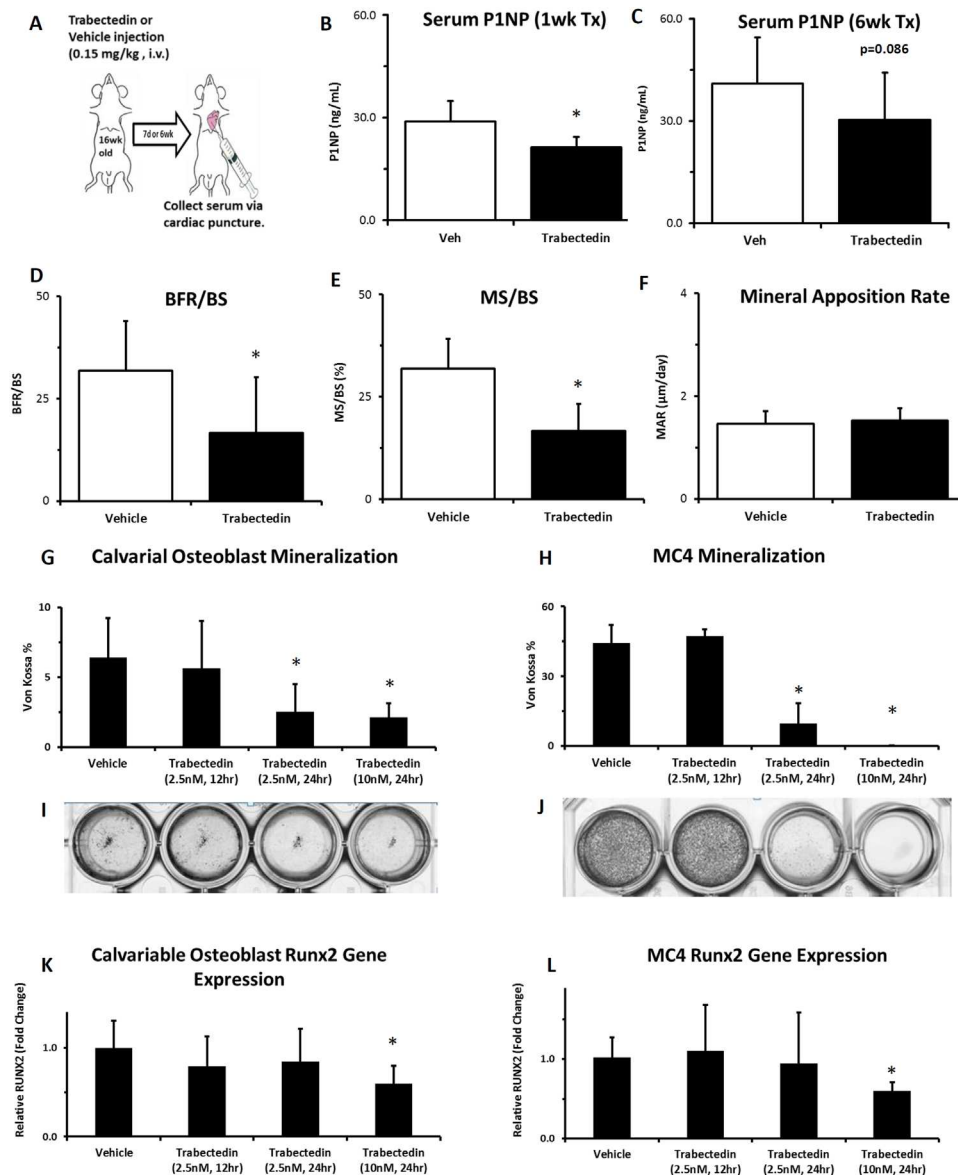 A
Trabectedin or
Vehicle injection
(0.15 mg/kg , i.v.)
16wk
old
7d or 6wk
Collect serum via
cardiac puncture.
B
Serum P1NP (1wk Tx)
P1NP (ng/mL)
60.0
30.0
0.0
*
Veh
Trabectedin
C
Serum P1NP (6wk Tx)
P1NP (ng/mL)
60.0
30.0
0.0
p=0.086
Veh
Trabectedin
D
BFR/BS
BFR/BS
50
25
0
*
Vehicle
Trabectedin
E
MS/BS
MS/BS (%)
50
25
0
*
Vehicle
Trabectedin
F
Mineral Apposition Rate
MAR (µm/day)
4
2
0
Vehicle
Trabectedin
G
Calvarial Osteoblast Mineralization
Von Kossa %
10
5
0
*
*
Vehicle
Trabectedin
(2.5nM, 12hr)
Trabectedin
(2.5nM, 24hr)
Trabectedin
(10nM, 24hr)
H
MC4 Mineralization
Von Kossa %
60
30
0
*
*
Vehicle
Trabectedin
(2.5nM, 12hr)
Trabectedin
(2.5nM, 24hr)
Trabectedin
(10nM, 24hr)
I
J
K
Calvariable Osteoblast Runx2 Gene
Expression
Relative RUNX2 (Fold Change)
1.0
0.0
*
Vehicle
Trabectedin
(2.5nM, 12hr)
Trabectedin
(2.5nM, 24hr)
Trabectedin
(10nM, 24hr)
L
MC4 Runx2 Gene Expression
Relative RUNX2 (Fold Change)
1.0
0.0
*
Vehicle
Trabectedin
(2.5nM, 12hr)
Trabectedin
(2.5nM, 24hr)
Trabectedin
(10nM, 24hr)